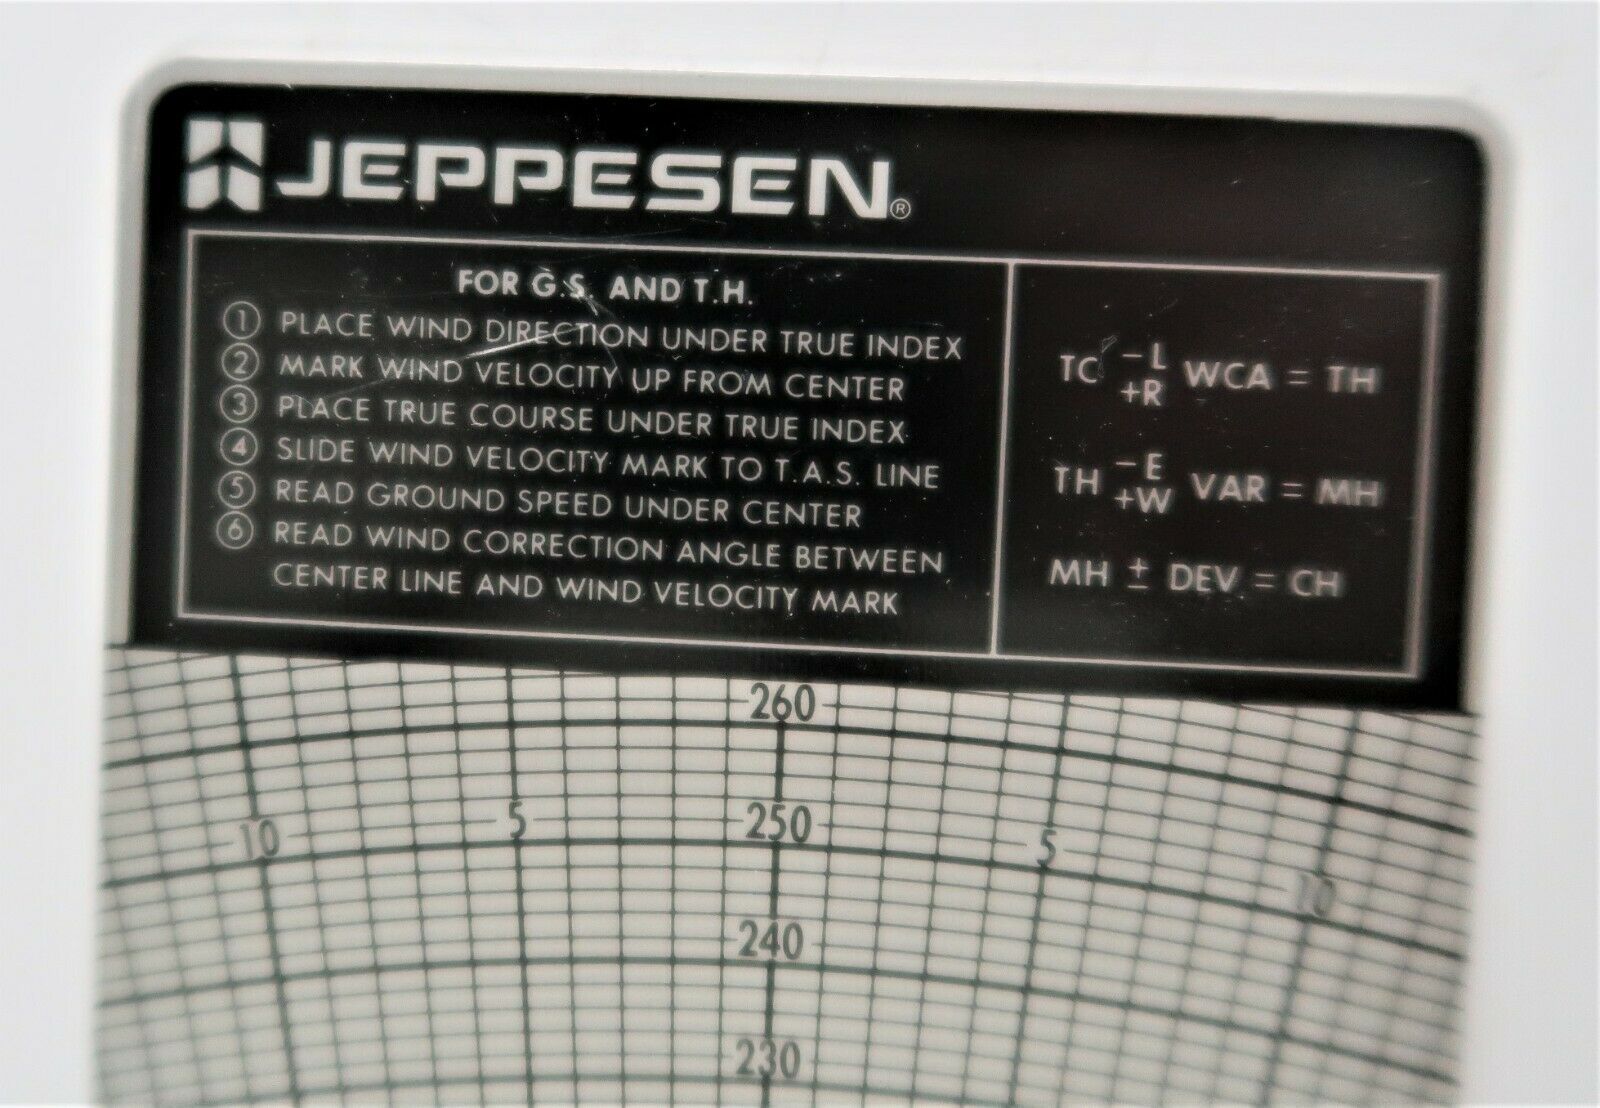 JEPPESEN®
FOR G.S. AND T.H.
1 PLACE WIND DIRECTION UNDER TRUE INDEX
2 MARK WIND VELOCITY UP FROM CENTER
3 PLACE TRUE COURSE UNDER TRUE INDEX
4 SLIDE WIND VELOCITY MARK TO T.A.S. LINE
5 READ GROUND SPEED UNDER CENTER
6 READ WIND CORRECTION ANGLE BETWEEN
CENTER LINE AND WIND VELOCITY MARK
TC -L +R WCA = TH
TH -E +W VAR = MH
MH ± DEV = CH
260
10 5 250 5 10
240
230